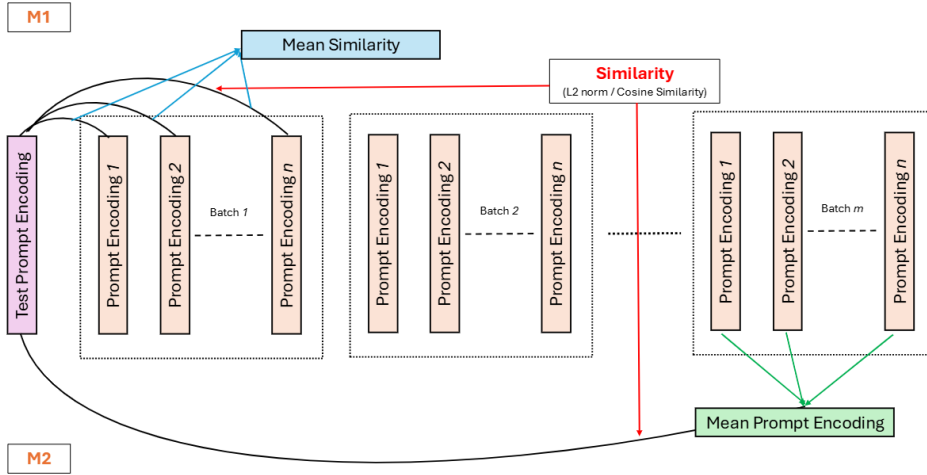 M1
Mean Similarity
Similarity
(L2 norm / Cosine Similarity)
Test Prompt Encoding
Prompt Encoding 1
Prompt Encoding 2
Batch 1
Prompt Encoding n
Prompt Encoding 1
Prompt Encoding 2
Batch 2
Prompt Encoding n
Prompt Encoding 1
Prompt Encoding 2
Batch m
Prompt Encoding n
Mean Prompt Encoding
M2